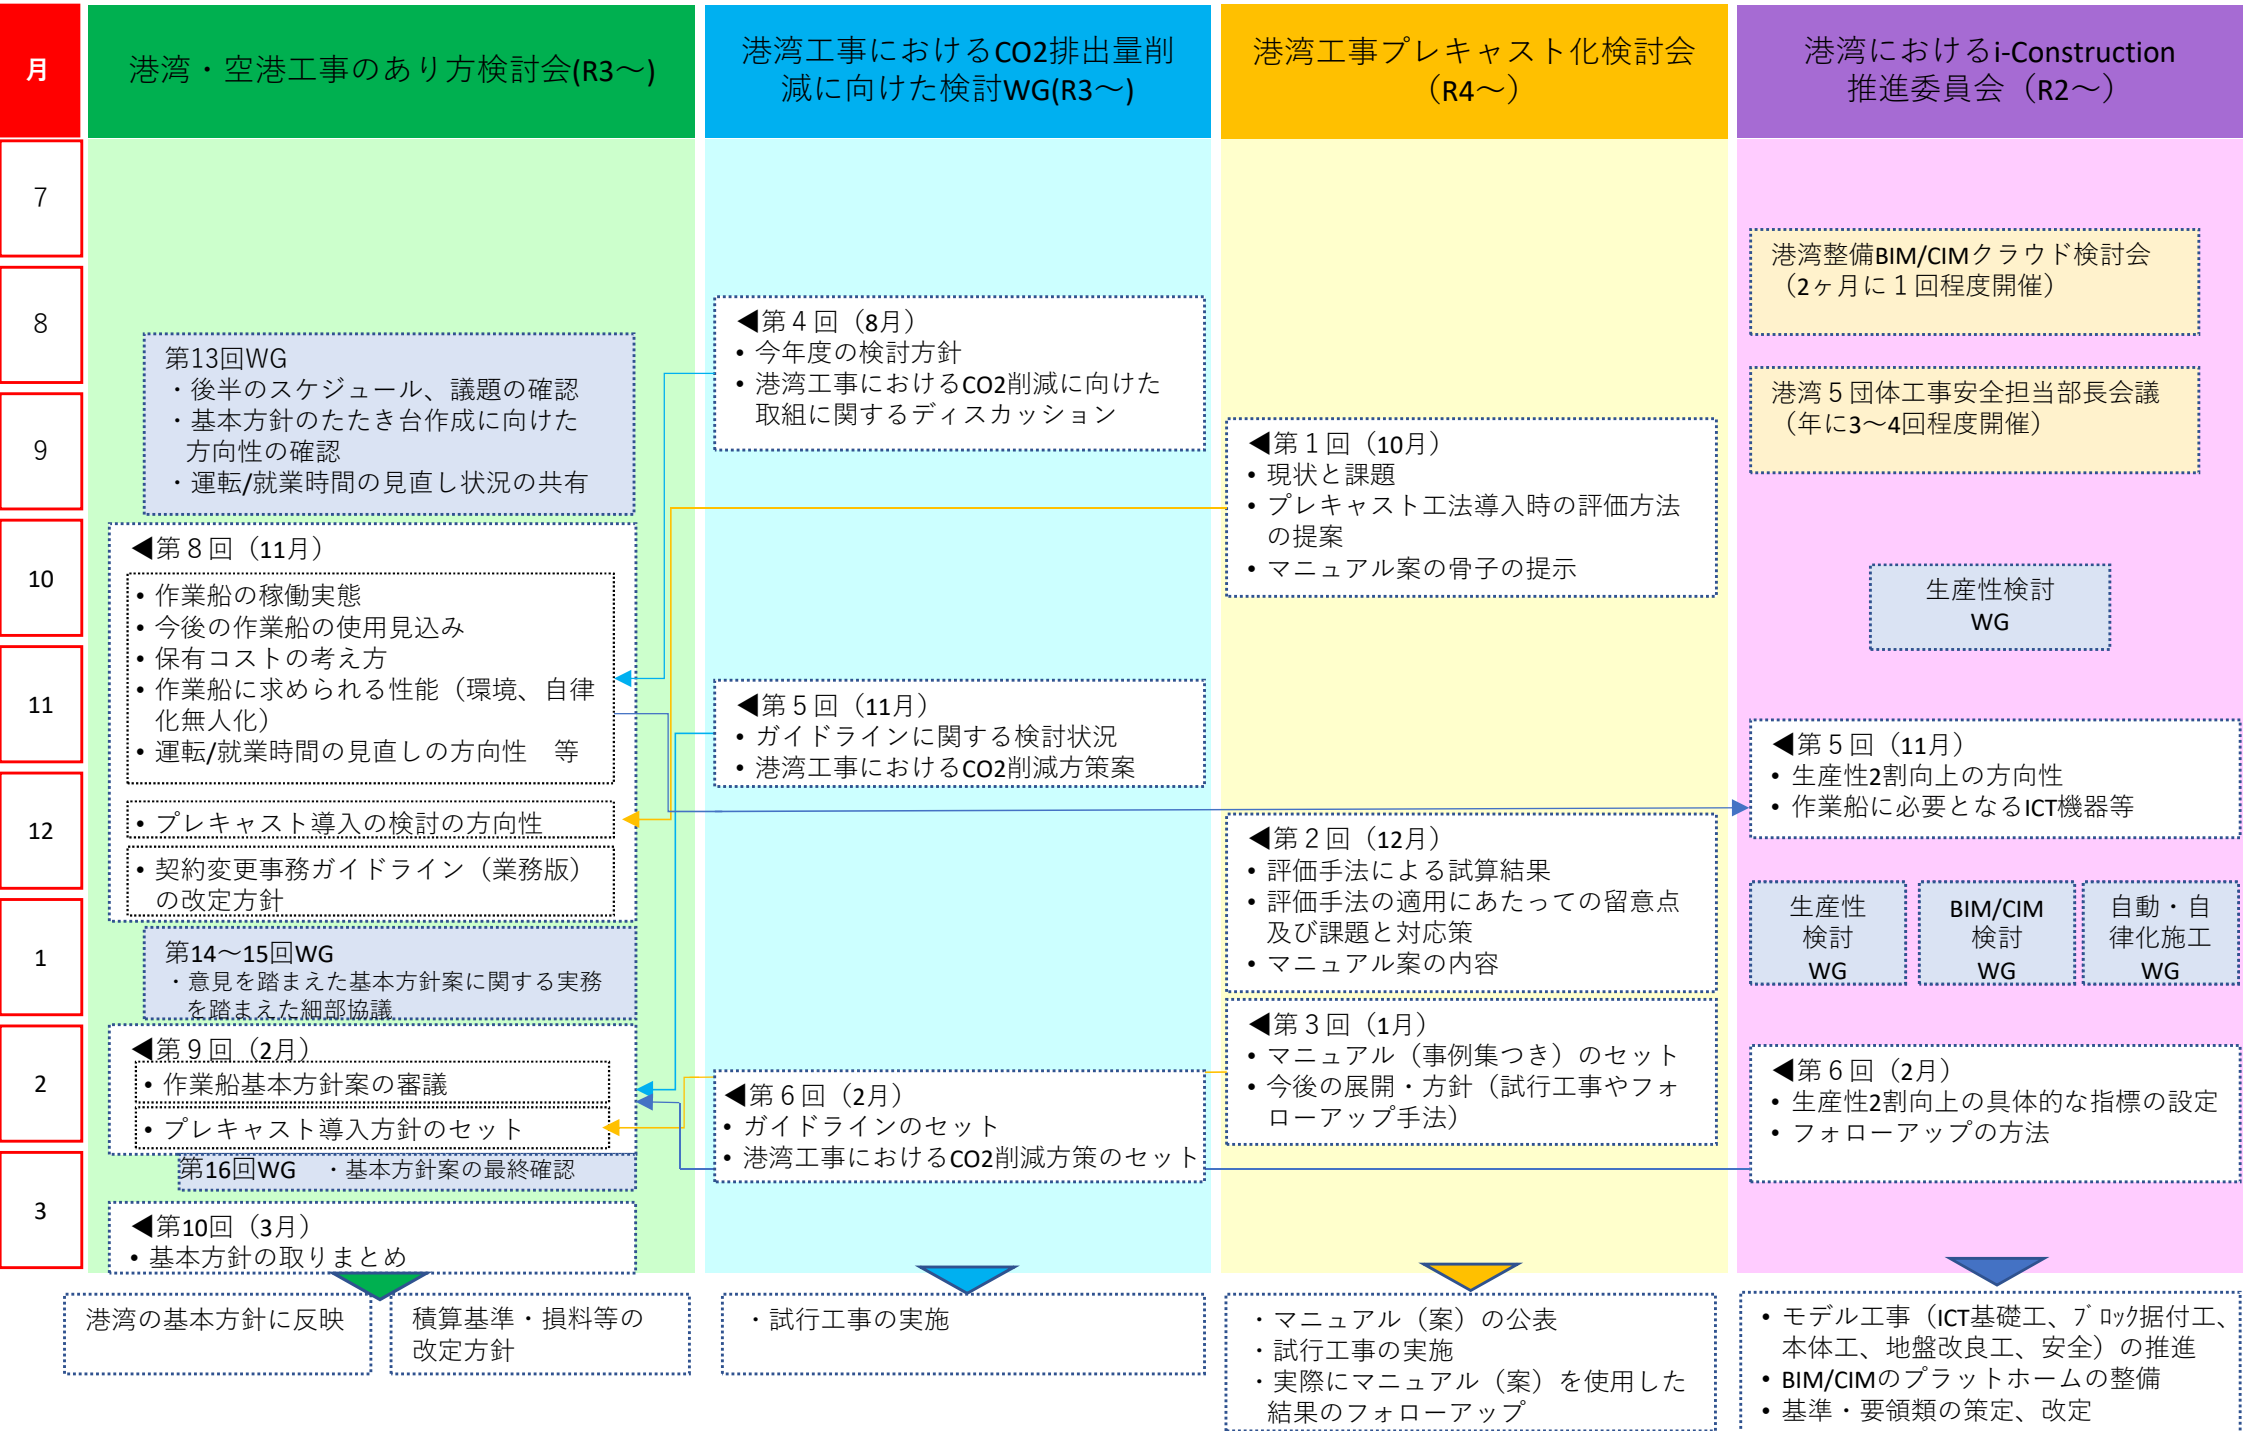 月
港湾・空港工事のあり方検討会(R3～)
港湾工事におけるCO2排出量削
減に向けた検討WG(R3～)
港湾工事プレキャスト化検討会
（R4～）
港湾におけるi-Construction
推進委員会（R2～）
7
8
9
10
11
12
1
2
3
第13回WG
・後半のスケジュール、議題の確認
・基本方針のたたき台作成に向けた
方向性の確認
・運転/就業時間の見直し状況の共有
◀第８回（11月）
• 作業船の稼働実態
• 今後の作業船の使用見込み
• 保有コストの考え方
• 作業船に求められる性能（環境、自律
化無人化）
• 運転/就業時間の見直しの方向性　等
• プレキャスト導入の検討の方向性
• 契約変更事務ガイドライン（業務版）
の改定方針
第14～15回WG
・意見を踏まえた基本方針案に関する実務
を踏まえた細部協議
◀第９回（2月）
• 作業船基本方針案の審議
• プレキャスト導入方針のセット
第16回WG　・基本方針案の最終確認
◀第10回（3月）
• 基本方針の取りまとめ
港湾の基本方針に反映
積算基準・損料等の
改定方針
◀第４回（8月）
• 今年度の検討方針
• 港湾工事におけるCO2削減に向けた
取組に関するディスカッション
◀第５回（11月）
• ガイドラインに関する検討状況
• 港湾工事におけるCO2削減方策案
◀第６回（2月）
• ガイドラインのセット
• 港湾工事におけるCO2削減方策のセット
・試行工事の実施
◀第１回（10月）
• 現状と課題
• プレキャスト工法導入時の評価方法
の提案
• マニュアル案の骨子の提示
◀第２回（12月）
• 評価手法による試算結果
• 評価手法の適用にあたっての留意点
及び課題と対応策
• マニュアル案の内容
◀第３回（1月）
• マニュアル（事例集つき）のセット
• 今後の展開・方針（試行工事やフォ
ローアップ手法）
・マニュアル（案）の公表
・試行工事の実施
・実際にマニュアル（案）を使用した
結果のフォローアップ
港湾整備BIM/CIMクラウド検討会
（2ヶ月に１回程度開催）
港湾５団体工事安全担当部長会議
（年に3～4回程度開催）
生産性検討
WG
◀第５回（11月）
• 生産性2割向上の方向性
• 作業船に必要となるICT機器等
生産性
検討
WG
BIM/CIM
検討
WG
自動・自
律化施工
WG
◀第６回（2月）
• 生産性2割向上の具体的な指標の設定
• フォローアップの方法
• モデル工事（ICT基礎工、ﾌﾞﾛｯｸ据付工、
本体工、地盤改良工、安全）の推進
• BIM/CIMのプラットホームの整備
• 基準・要領類の策定、改定